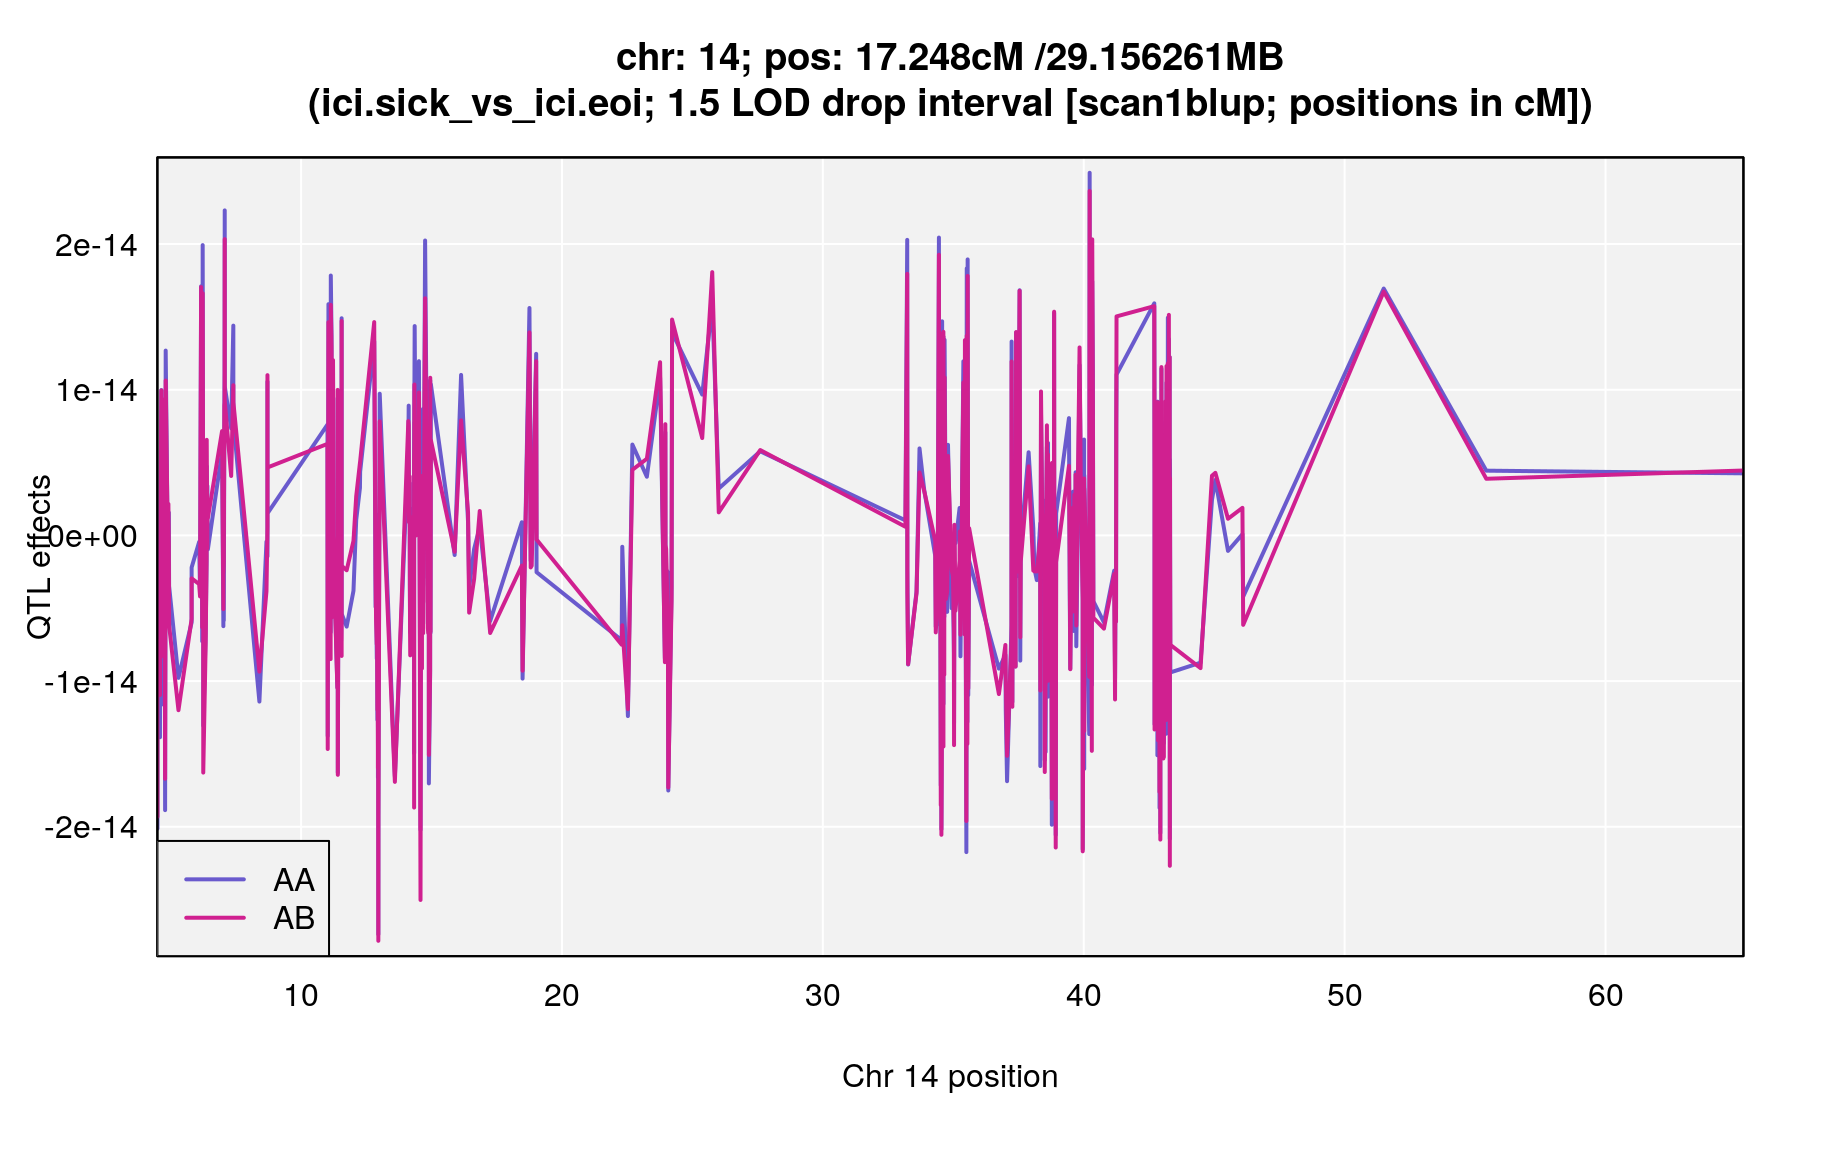 chr: 14; pos: 17.248cM /29.156261MB
(ici.sick_vs_ici.eoi; 1.5 LOD drop interval [scan1blup; positions in cM])
QTL effects
2e-14
1e-14
0e+00
-1e-14
-2e-14
AA
AB
10 20 30 40 50 60
Chr 14 position